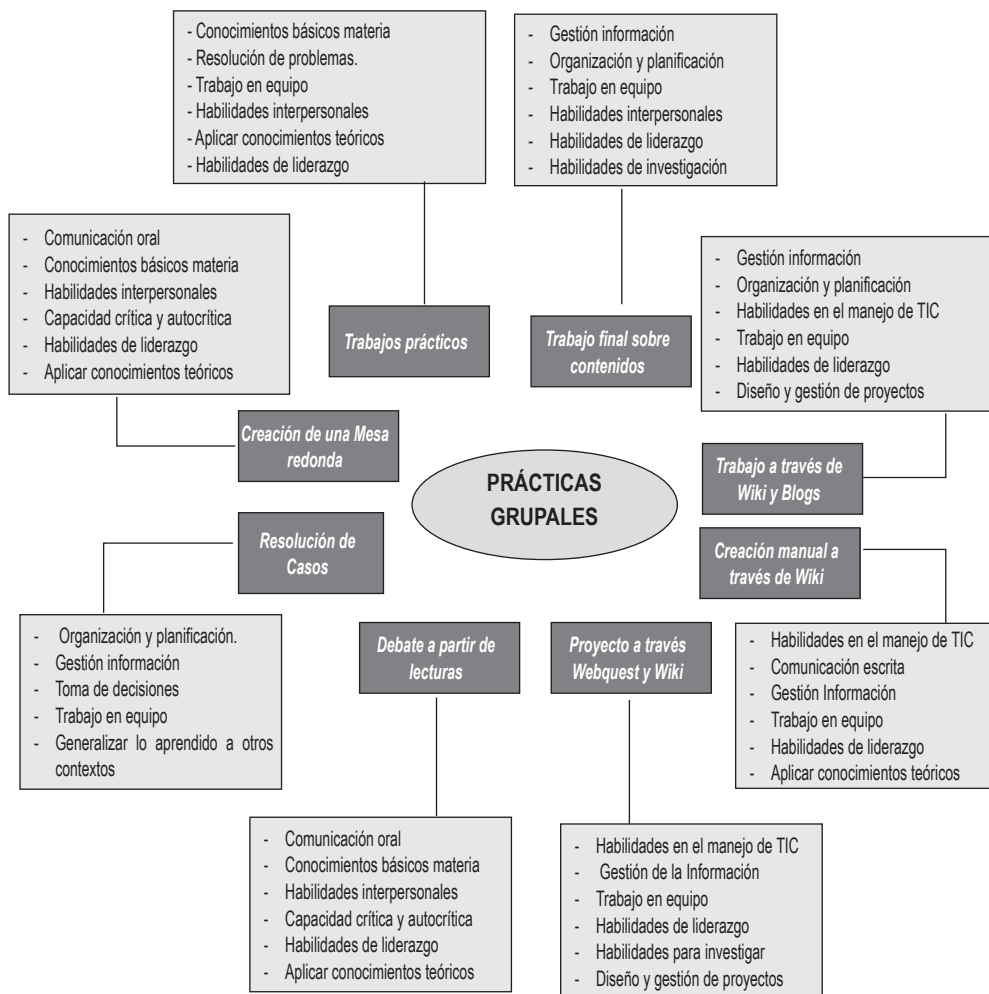 - Conocimientos básicos materia
- Resolución de problemas.
- Trabajo en equipo
- Habilidades interpersonales
- Aplicar conocimientos teóricos
- Habilidades de liderazgo
- Gestión información
- Organización y planificación
- Trabajo en equipo
- Habilidades interpersonales
- Habilidades de liderazgo
- Habilidades de investigación
- Comunicación oral
- Conocimientos básicos materia
- Habilidades interpersonales
- Capacidad crítica y autocrítica
- Habilidades de liderazgo
- Aplicar conocimientos teóricos
- Gestión información
- Organización y planificación
- Habilidades en el manejo de TIC
- Trabajo en equipo
- Habilidades de liderazgo
- Diseño y gestión de proyectos
Trabajos prácticos
Trabajo final sobre
contenidos
Creación de una Mesa
redonda
Trabajo a través de
Wiki y Blogs
PRÁCTICAS
GRUPALES
Resolución de
Casos
Creación manual a
través de Wiki
Debate a partir de
lecturas
Proyecto a través
Webquest y Wiki
- Organización y planificación.
- Gestión información
- Toma de decisiones
- Trabajo en equipo
- Generalizar lo aprendido a otros
contextos
- Habilidades en el manejo de TIC
- Comunicación escrita
- Gestión Información
- Trabajo en equipo
- Habilidades de liderazgo
- Aplicar conocimientos teóricos
- Comunicación oral
- Conocimientos básicos materia
- Habilidades interpersonales
- Capacidad crítica y autocrítica
- Habilidades de liderazgo
- Aplicar conocimientos teóricos
- Habilidades en el manejo de TIC
- Gestión de la Información
- Trabajo en equipo
- Habilidades de liderazgo
- Habilidades para investigar
- Diseño y gestión de proyectos